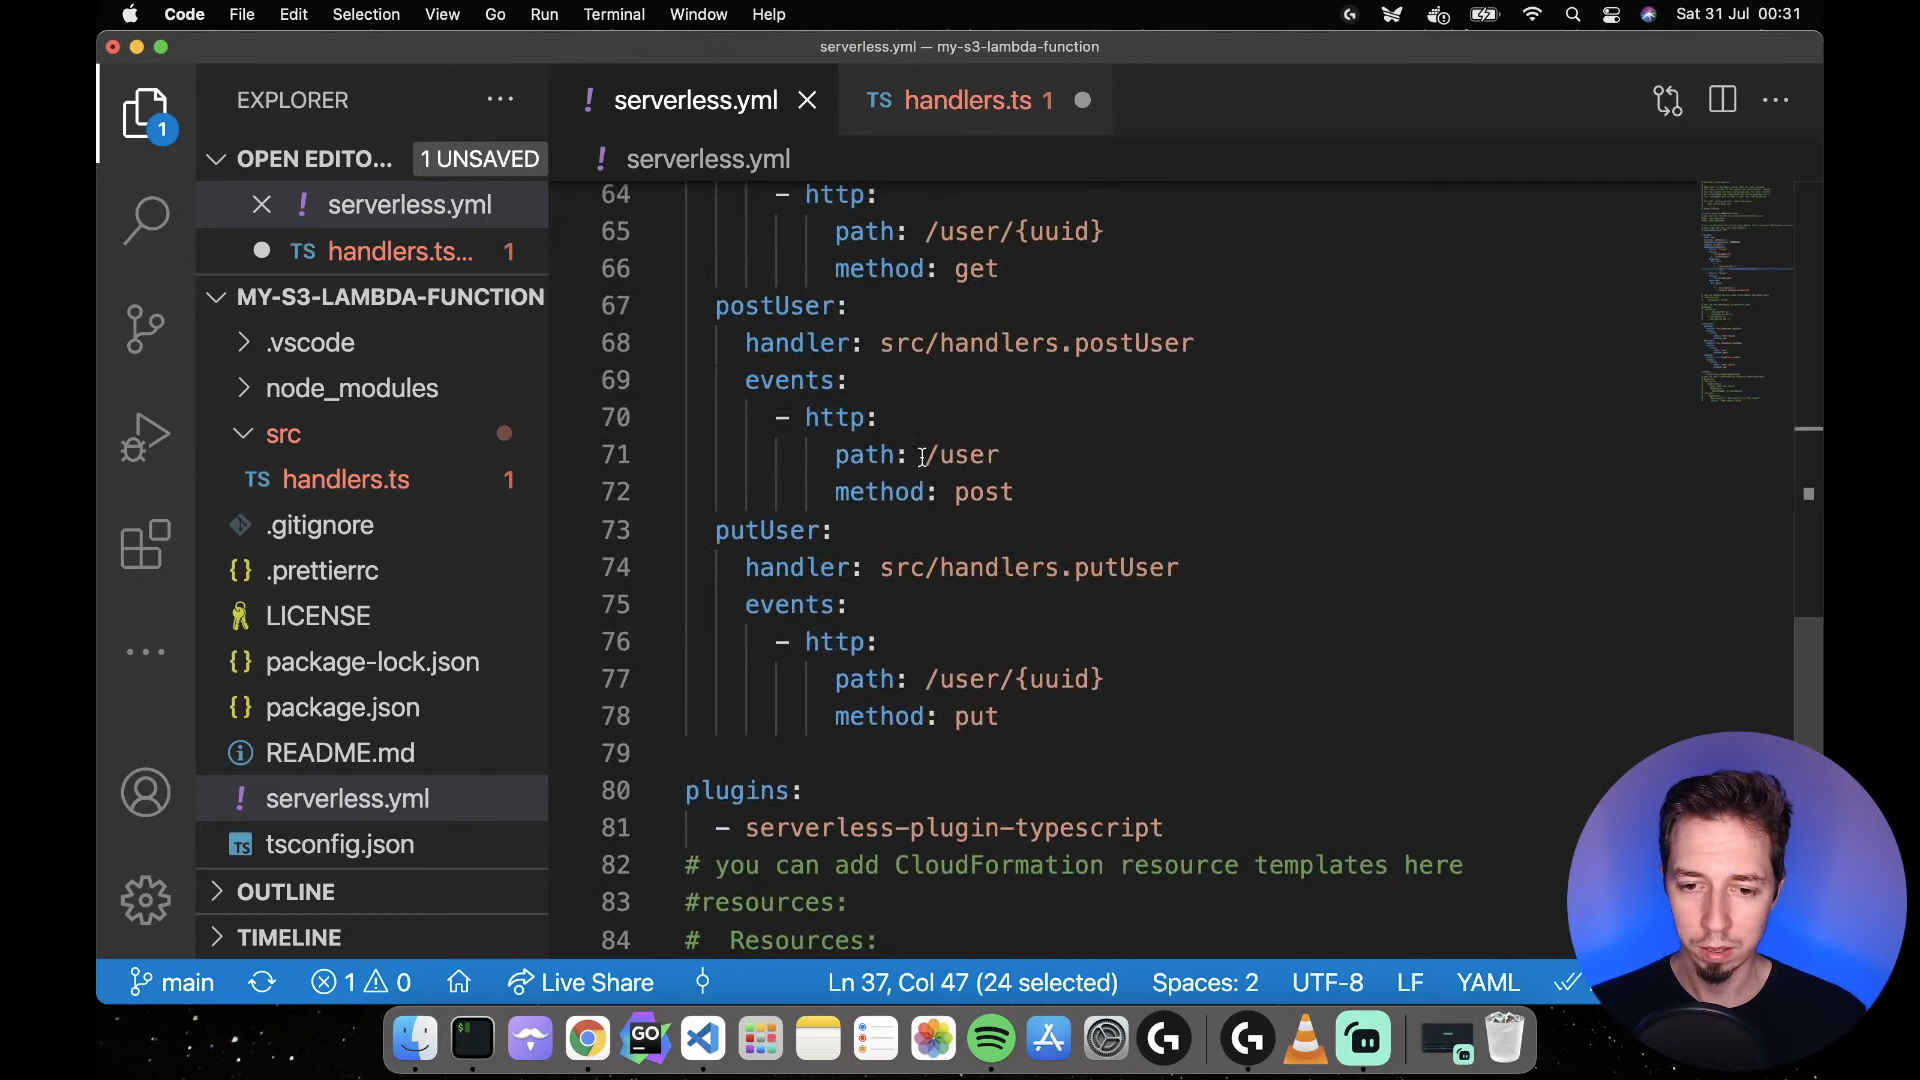 Code File Edit Selection View Go Run Terminal Window Help Sat 31 Jul 00:31
serverless.yml — my-s3-lambda-function
EXPLORER
OPEN EDITO... 1 UNSAVED
serverless.yml
TS handlers.ts... 1
MY-S3-LAMBDA-FUNCTION
.vscode
node_modules
src
TS handlers.ts 1
.gitignore
.prettierrc
LICENSE
package-lock.json
package.json
README.md
serverless.yml
TS tsconfig.json
OUTLINE
TIMELINE
1
! serverless.yml TS handlers.ts 1
! serverless.yml
64 - http:
65 path: /user/{uuid}
66 method: get
67 postUser:
68 handler: src/handlers.postUser
69 events:
70 - http:
71 path: /user
72 method: post
73 putUser:
74 handler: src/handlers.putUser
75 events:
76 - http:
77 path: /user/{uuid}
78 method: put
79
80 plugins:
81 - serverless-plugin-typescript
82 # you can add CloudFormation resource templates here
83 #resources:
84 # Resources:
main 1 0 Live Share Ln 37, Col 47 (24 selected) Spaces: 2 UTF-8 LF YAML
$ GO